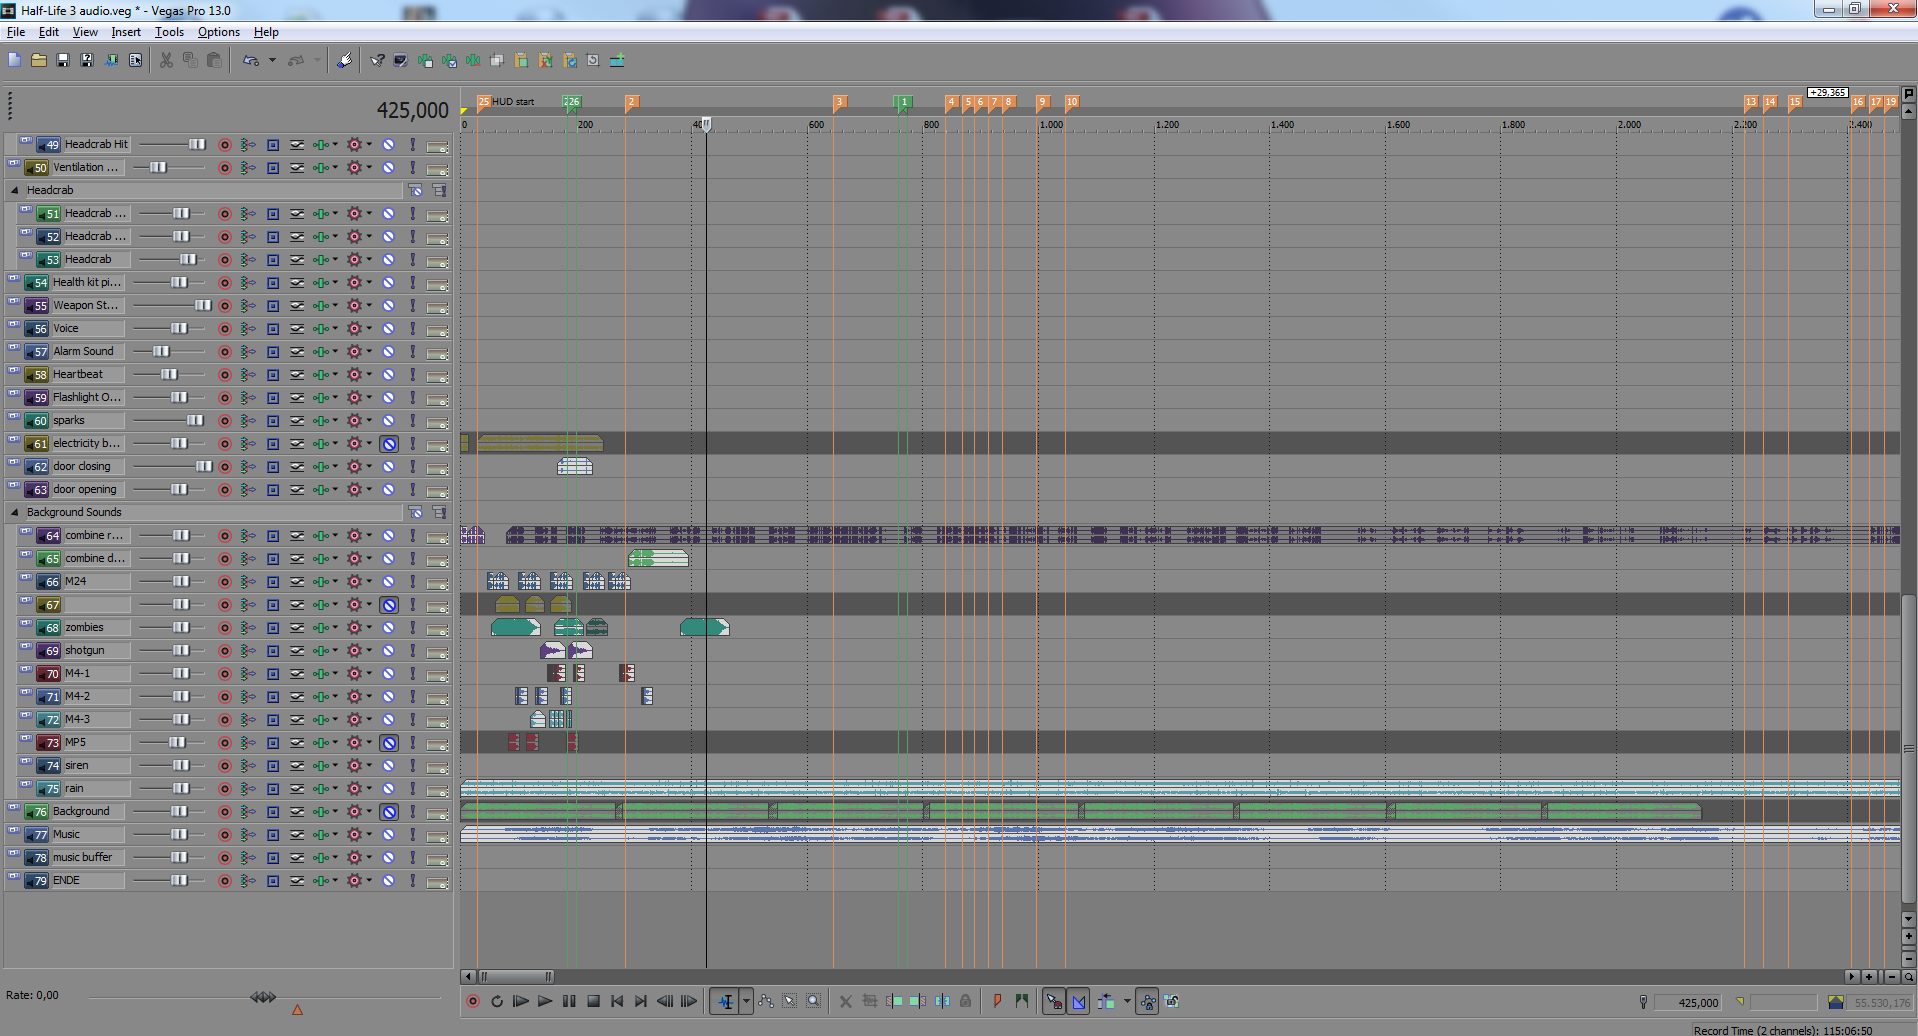 Half-Life 3 audio.veg * - Vegas Pro 13.0
File Edit View Insert Tools Options Help
425,000
25 HUD start 26 2 3 1 4 5 6 7 8 9 10 13 14 15 +29,365 16 17 19
0 200 600 800 1.000 1.200 1.400 1.600 1.800 2.000 2.200 2.400
49 Headcrab Hit
50 Ventilation ...
Headcrab
51 Headcrab ...
52 Headcrab ...
53 Headcrab
54 Health kit pi...
55 Weapon St...
56 Voice
57 Alarm Sound
58 Heartbeat
59 Flashlight O...
60 sparks
61 electricity b...
62 door closing
63 door opening
Background Sounds
64 combine r...
65 combine d...
66 M24
67
68 zombies
69 shotgun
70 M4-1
71 M4-2
72 M4-3
73 MP5
74 siren
75 rain
76 Background
77 Music
78 music buffer
79 ENDE
Rate: 0,00
425,000
55.530,176
Record Time (2 channels): 115:06:50